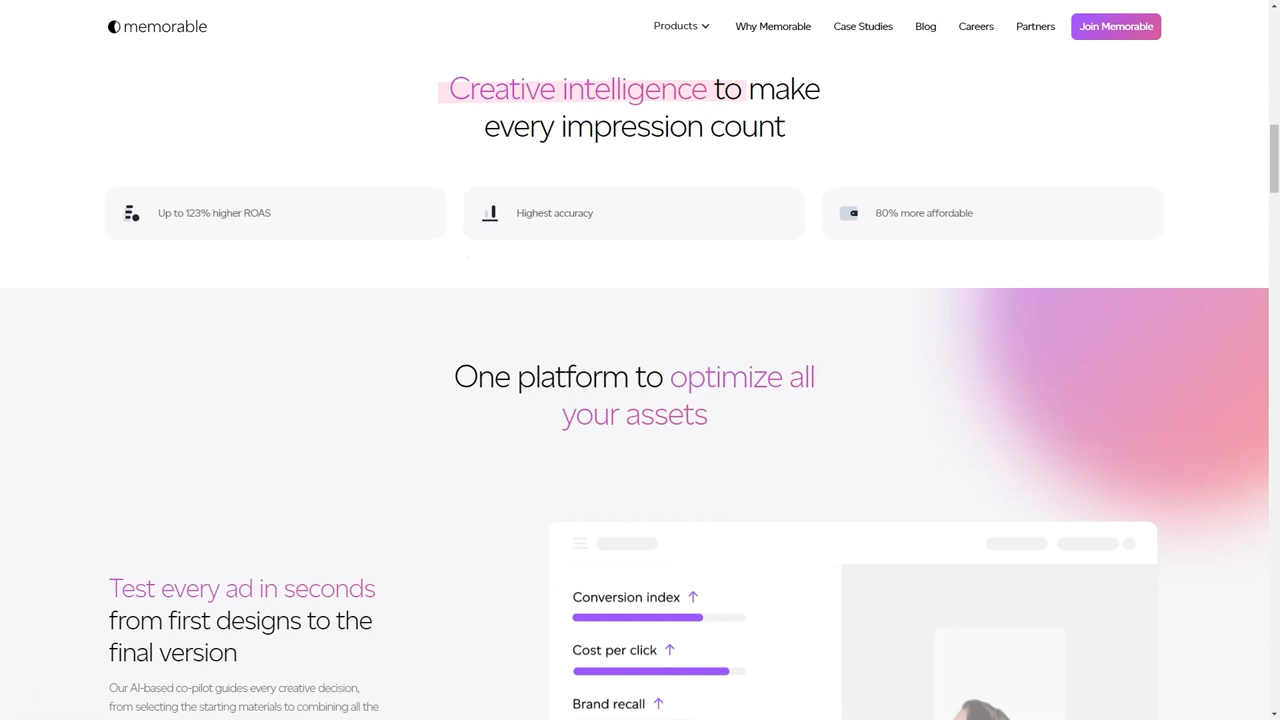 memorable
Products
Why Memorable
Case Studies
Blog
Careers
Partners
Join Memorable
Creative intelligence to make
every impression count
Up to 123% higher ROAS
Highest accuracy
80% more affordable
One platform to optimize all
your assets
Test every ad in seconds
from first designs to the
final version
Our AI-based co-pilot guides every creative decision,
from selecting the starting materials to combining all the
Conversion index
Cost per click
Brand recall